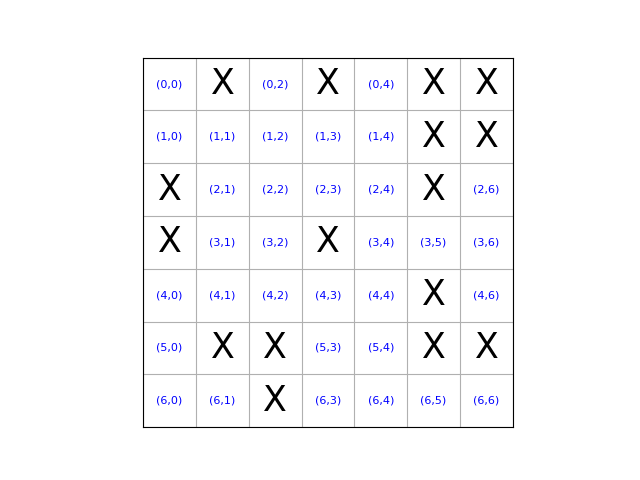 (0,0) X (0,2) X (0,4) X X
(1,0) (1,1) (1,2) (1,3) (1,4) X X
X (2,1) (2,2) (2,3) (2,4) X (2,6)
X (3,1) (3,2) X (3,4) (3,5) (3,6)
(4,0) (4,1) (4,2) (4,3) (4,4) X (4,6)
(5,0) X X (5,3) (5,4) X X
(6,0) (6,1) X (6,3) (6,4) (6,5) (6,6)